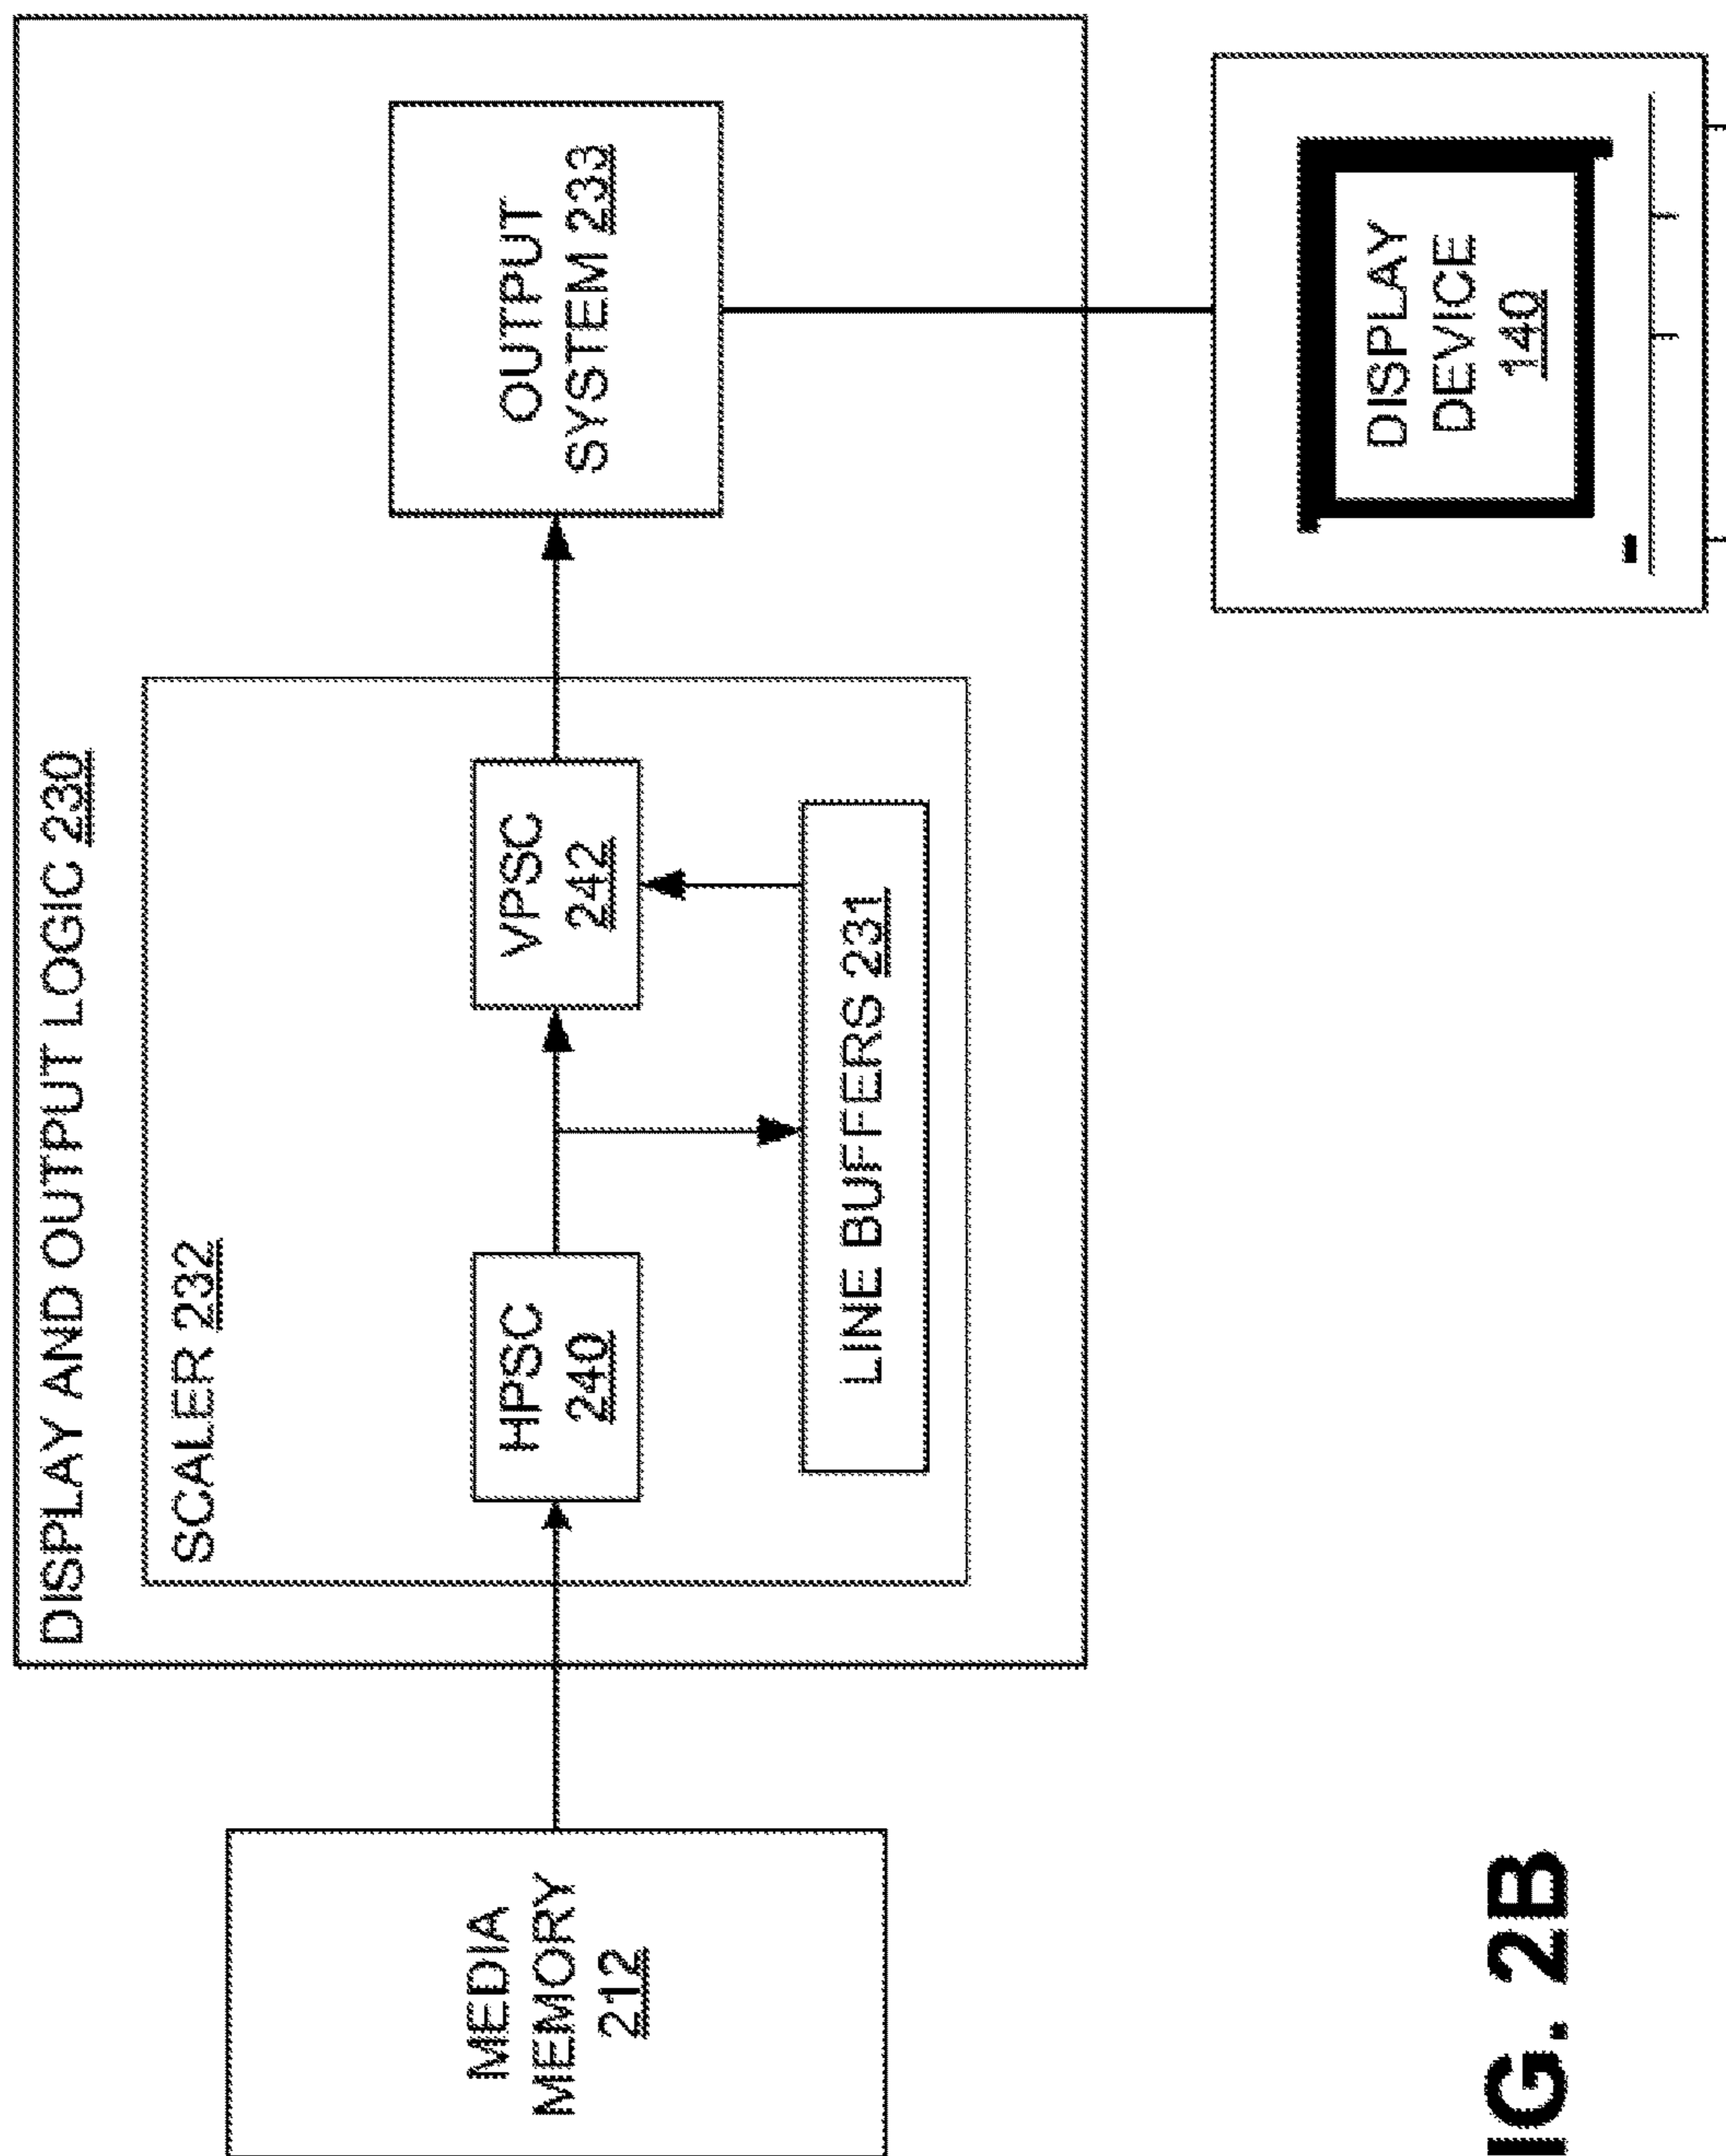 DISPLAY AND OUTPUT LOGIC 230
SCALER 232
MEDIA
MEMORY
212
HPSC
240
VPSC
242
LINE BUFFERS 231
OUTPUT
SYSTEM 233
DISPLAY
DEVICE
140
IG. 2B